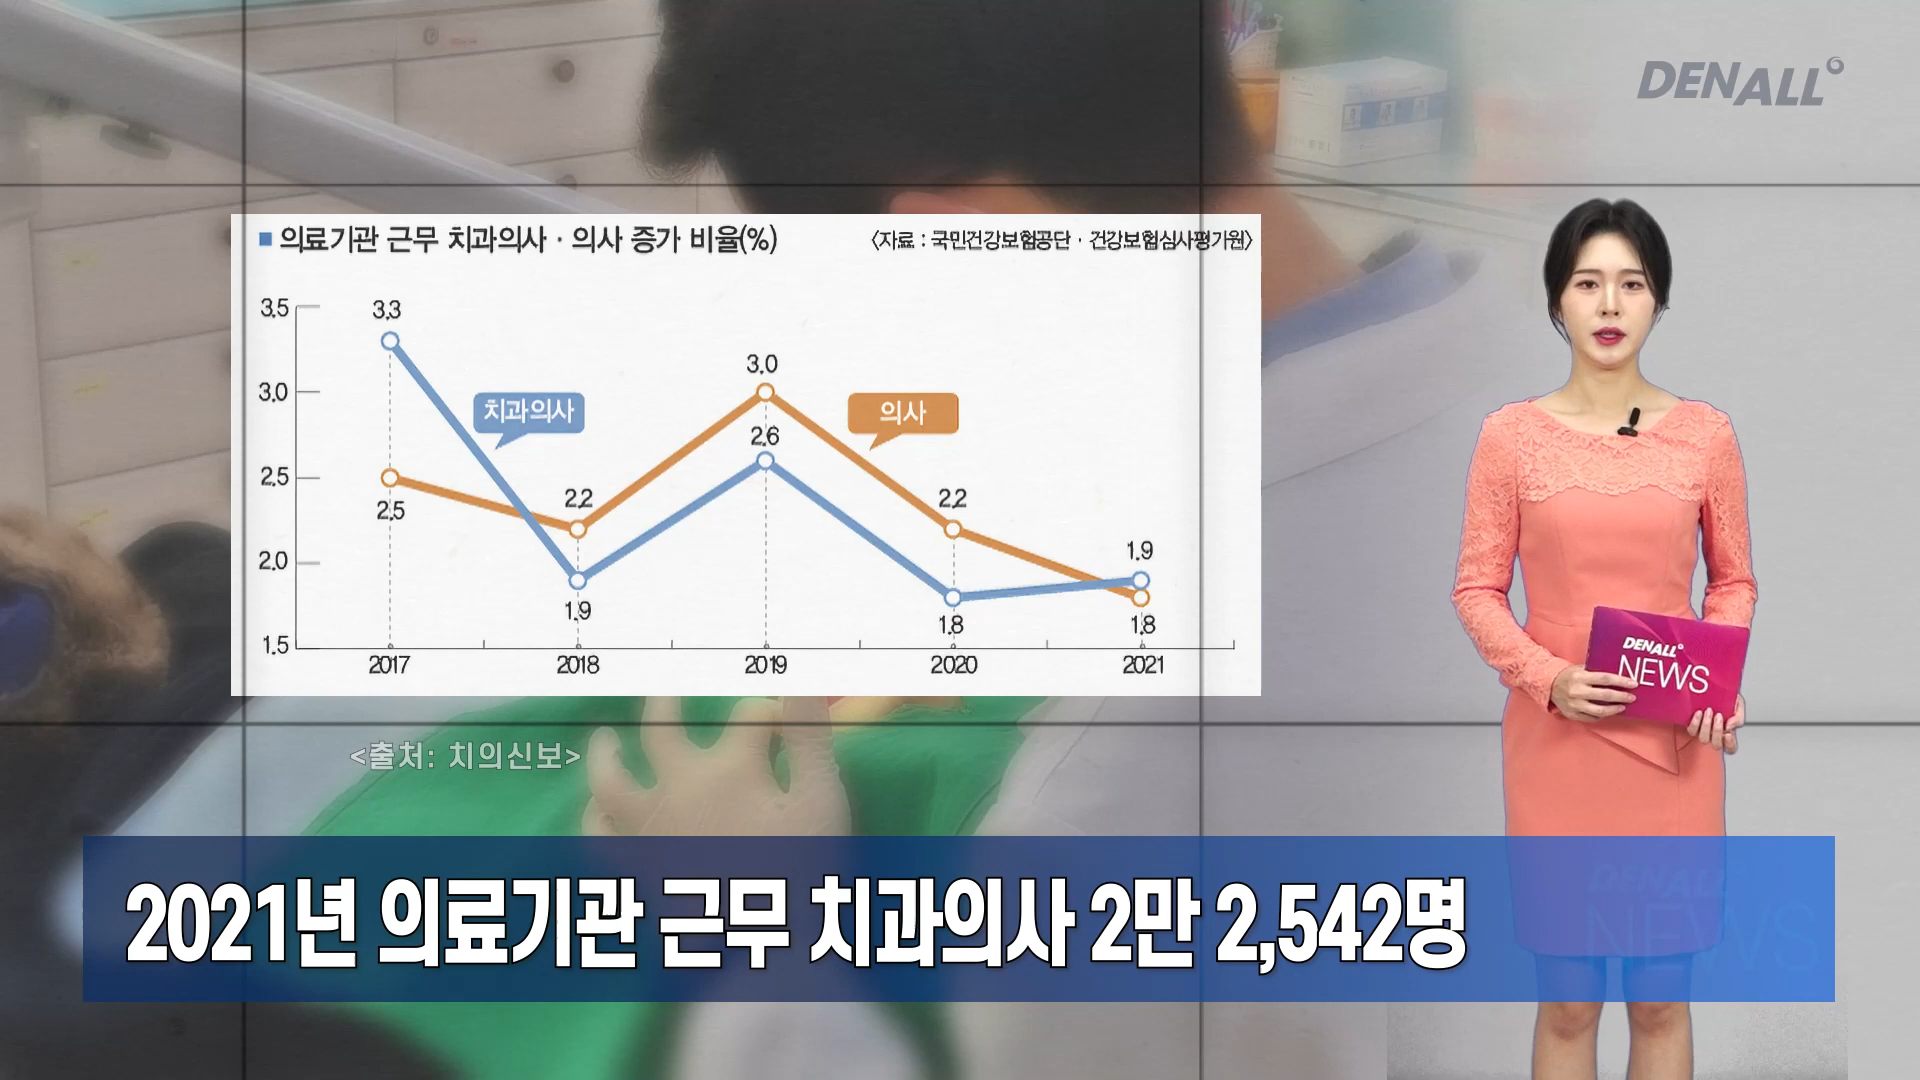 DENALL
■ 의료기관 근무 치과의사 · 의사 증가 비율(%)
〈자료 : 국민건강보험공단 · 건강보험심사평가원〉
3.5
3.0
2.5
2.0
1.5
3.3
2.5
치과의사
2.2
1.9
3.0
2.6
의사
2.2
1.8
1.9
1.8
2017 2018 2019 2020 2021
<출처: 치의신보>
DENALL
NEWS
2021년 의료기관 근무 치과의사 2만 2,542명
DENALL
NEWS